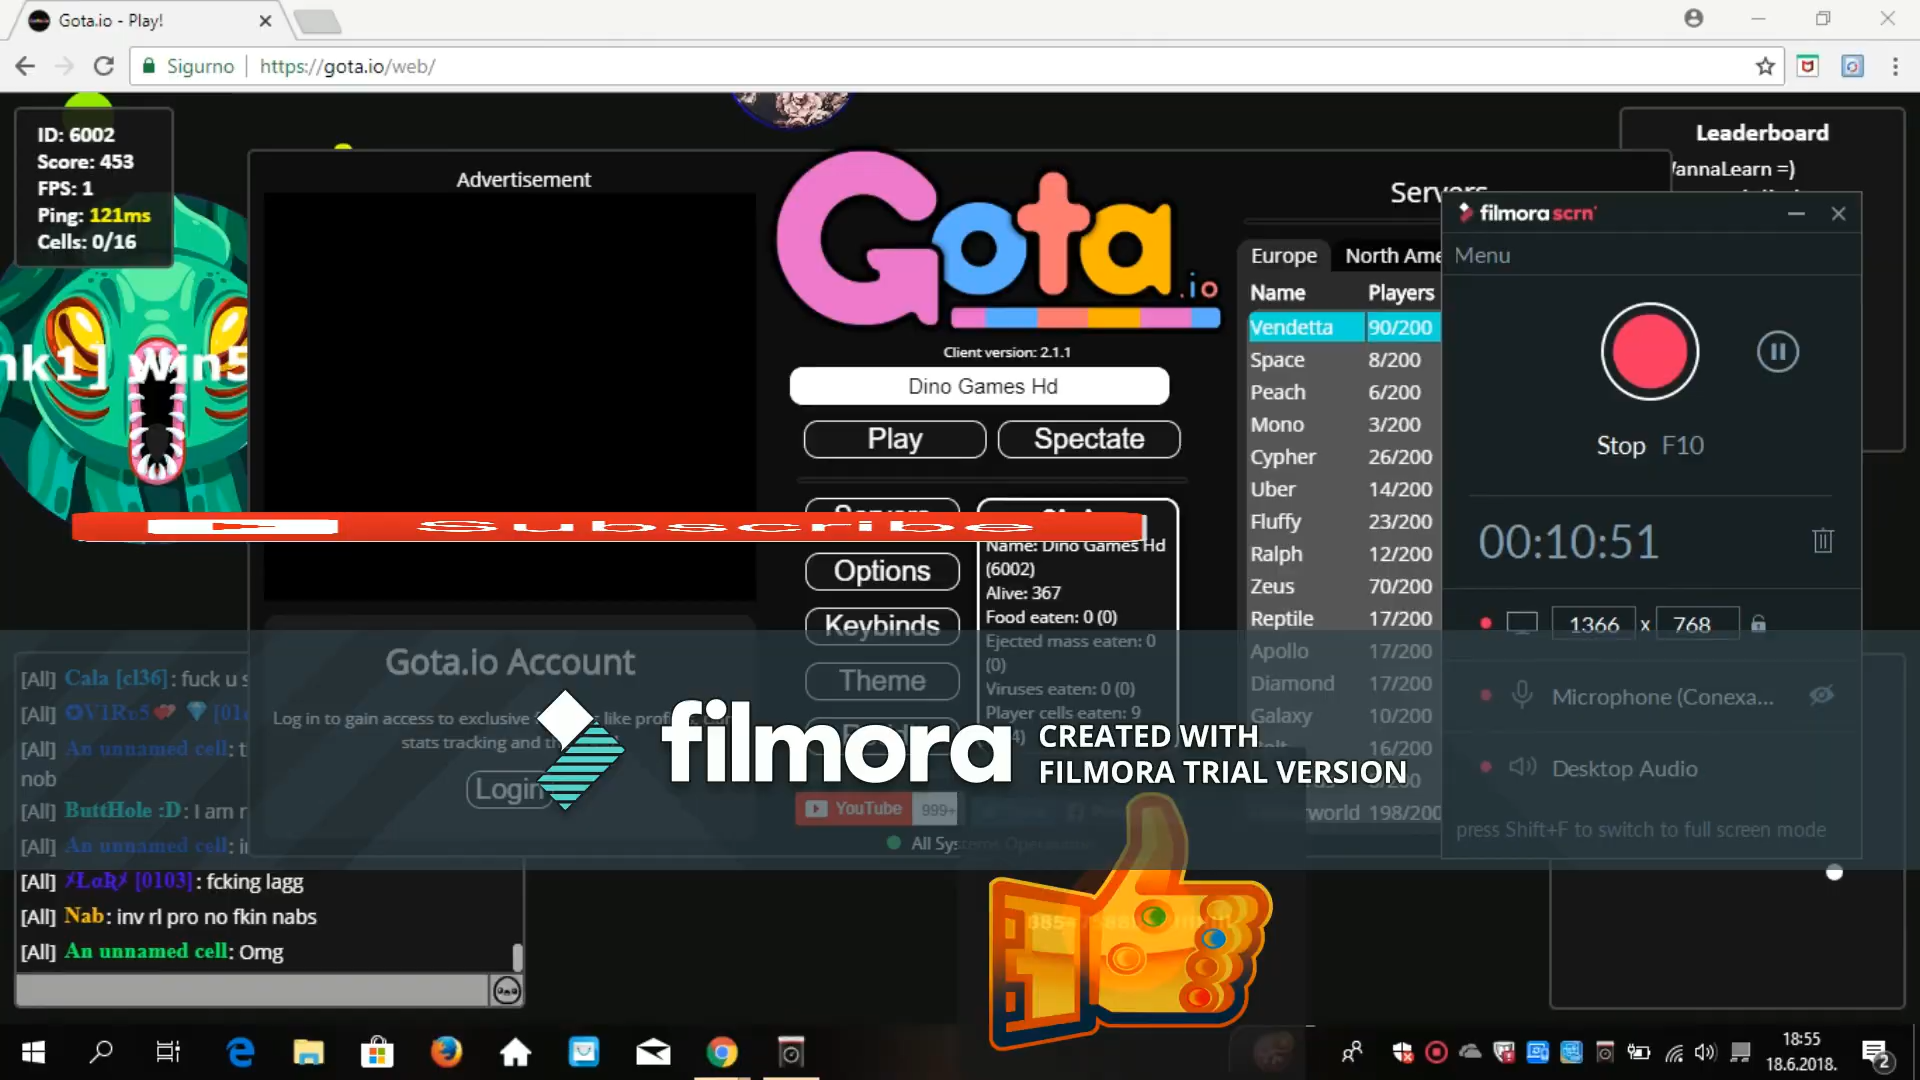 Gota.io - Play!
Sigurno
https://gota.io/web/
ID: 6002
Score: 453
FPS: 1
Ping: 121ms
Cells: 0/16
nk1] win5
Advertisement
Gota.io
Client version: 2.1.1
Dino Games Hd
Play
Spectate
Options
Keybinds
Theme
Subscribe
Name: Dino Games Hd
(6002)
Alive: 367
Food eaten: 0 (0)
Ejected mass eaten: 0
(0)
Viruses eaten: 0 (0)
Player cells eaten: 9
YouTube 999+
Gota.io Account
Log in to gain access to exclusive
like
stats tracking and
Login
Servers
Europe North Ame
Name Players
Vendetta 90/200
Space 8/200
Peach 6/200
Mono 3/200
Cypher 26/200
Uber 14/200
Fluffy 23/200
Ralph 12/200
Zeus 70/200
Reptile 17/200
Apollo 17/200
Diamond 17/200
Galaxy 10/200
16/200
world 198/200
Leaderboard
WannaLearn =)
filmora scrn
Menu
Stop F10
00:10:51
1366 x 768
Microphone (Conexa...
Desktop Audio
press Shift+F to switch to full screen mode
filmora
CREATED WITH
FILMORA TRIAL VERSION
[All] Cala [cl36]: fuck u s
[All]
[All] An unnamed cell: t
nob
[All] ButtHole :D: I am r
[All] An unnamed cell: i
[All] [0103]: fcking lagg
[All] Nab: inv rl pro no fkin nabs
[All] An unnamed cell: Omg
18:55
18.6.2018.
2